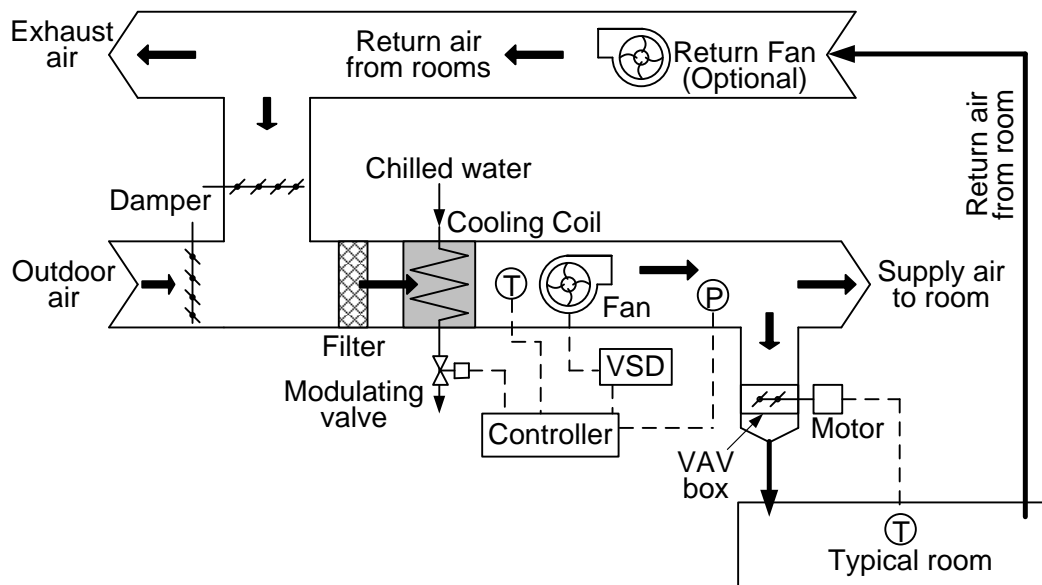 Exhaust
air
Return air
from rooms
Return Fan
(Optional)
Return air
from room
Chilled water
Damper
Cooling Coil
Outdoor
air
T
Fan
P
Supply air
to room
Filter
VSD
Modulating
valve
Controller
Motor
VAV
box
T
Typical room